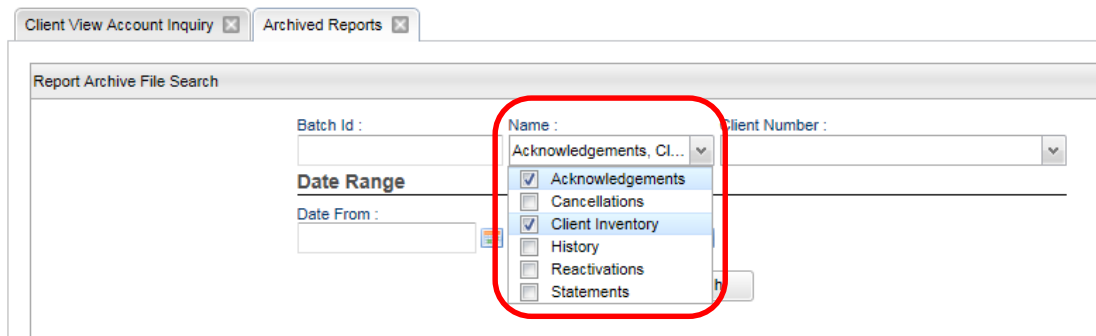 Client View Account Inquiry
Archived Reports
Report Archive File Search
Batch Id :
Name :
Client Number :
Acknowledgements, Cl...
Date Range
Acknowledgements
Cancellations
Date From :
Client Inventory
History
Reactivations
Statements